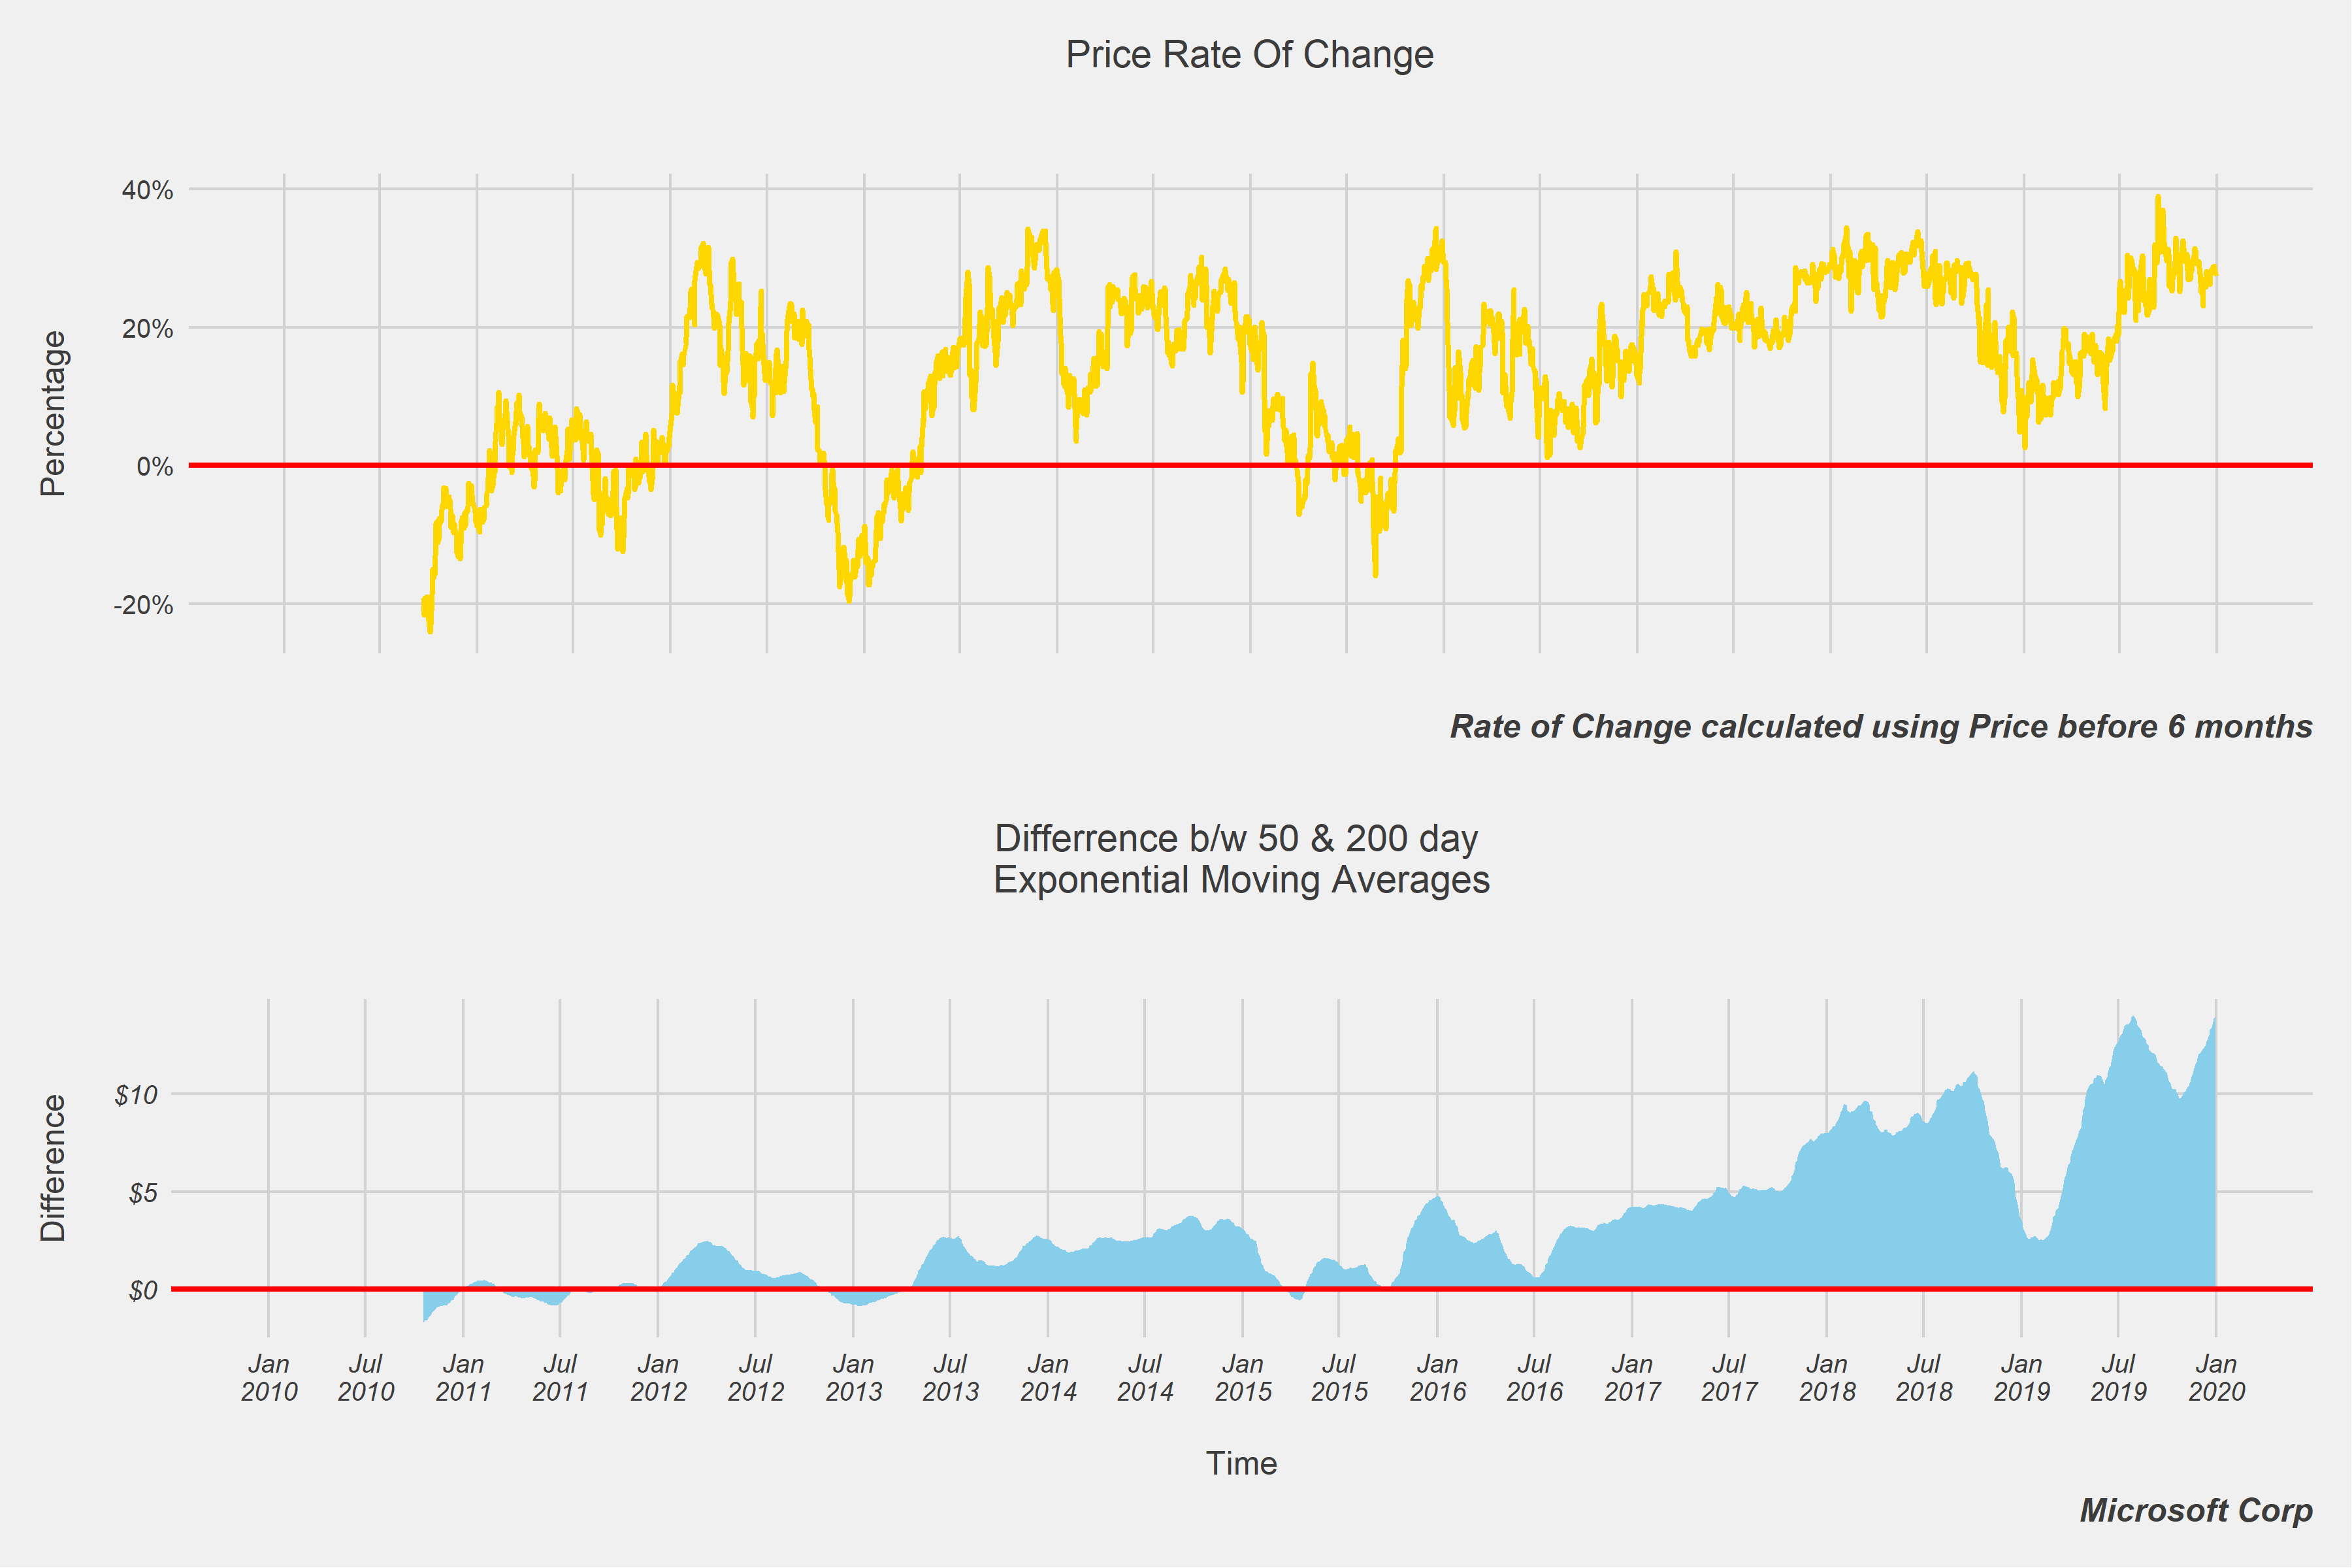 Price Rate Of Change
40%
20%
0%
-20%
Percentage
Rate of Change calculated using Price before 6 months
Differrence b/w 50 & 200 day
Exponential Moving Averages
$10
$5
$0
Difference
Jan Jul Jan Jul Jan Jul Jan Jul Jan Jul Jan Jul Jan Jul Jan Jul Jan Jul Jan Jul Jan
2010 2010 2011 2011 2012 2012 2013 2013 2014 2014 2015 2015 2016 2016 2017 2017 2018 2018 2019 2019 2020
Time
Microsoft Corp